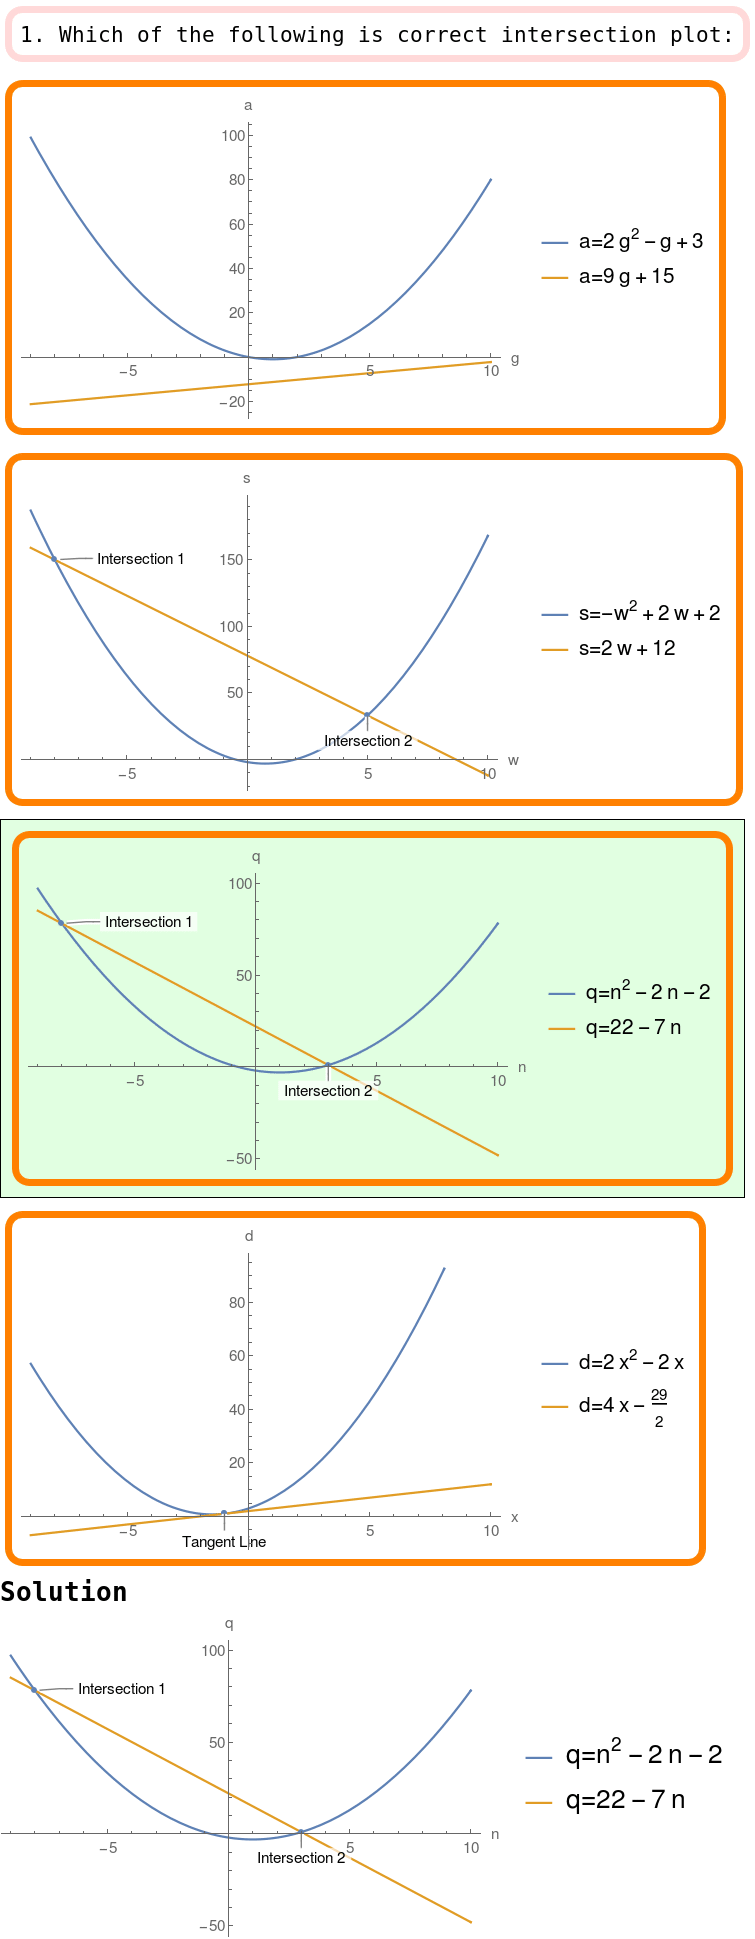 1. Which of the following is correct intersection plot:
a
100
80
60
40
20
-5
5
10
g
-20
a=2 g² − g + 3
a=9 g + 15
s
Intersection 1
150
100
50
Intersection 2
-5
5
10
w
s=−w² + 2 w + 2
s=2 w + 12
q
100
Intersection 1
50
-5
5
10
n
Intersection 2
-50
q=n² − 2 n − 2
q=22 − 7 n
d
80
60
40
20
-5
5
10
x
Tangent Line
d=2 x² − 2 x
d=4 x − 29/2
Solution
q
100
Intersection 1
50
-5
5
10
n
Intersection 2
-50
q=n² − 2 n − 2
q=22 − 7 n